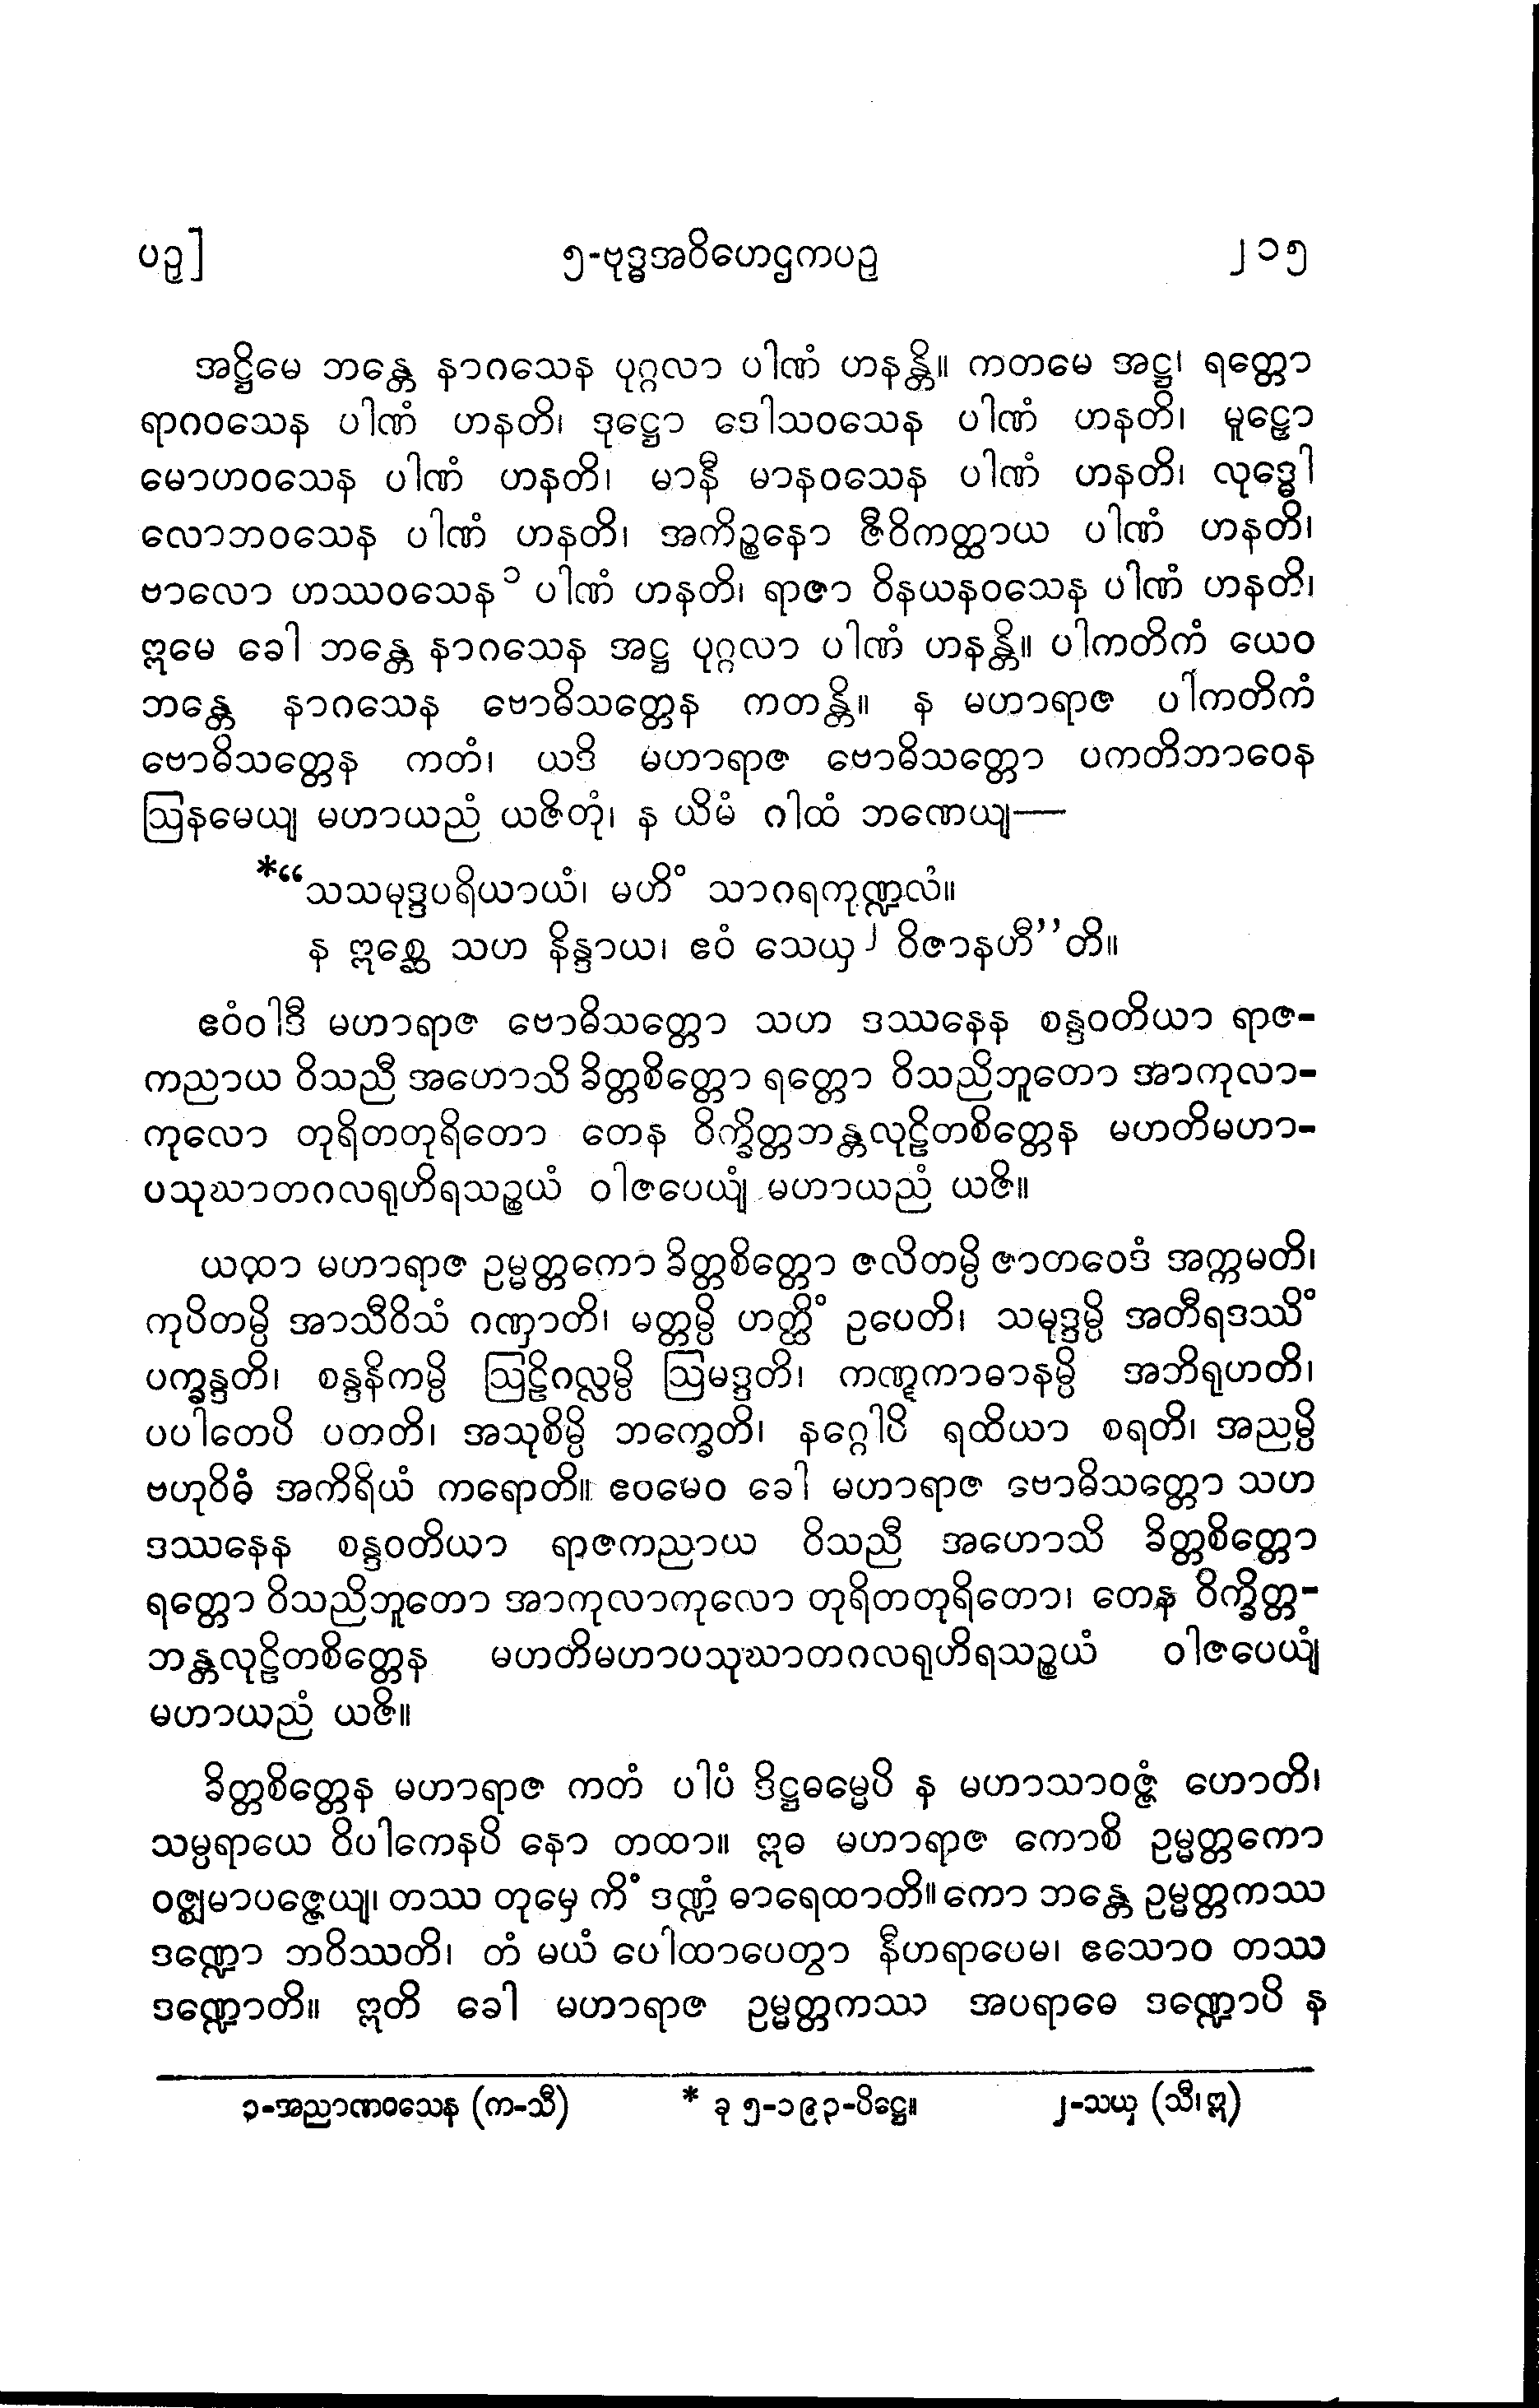 ပဉှ]
၅-ဗုဒ္ဓအဝိဟေဌကပဉှ
၂၁၅
အဋ္ဌိမေ ဘန္တေ နာဂသေန ပုဂ္ဂလာ ပါဏံ ဟနန္တိ။ ကတမေ အဋ္ဌ၊ ရတ္တော
ရာဂဝသေန ပါဏံ ဟနတိ၊ ဒုဋ္ဌော ဒေါသဝသေန ပါဏံ ဟနတိ၊ မူဠှော
မောဟဝသေန ပါဏံ ဟနတိ၊ မာနီ မာနဝသေန ပါဏံ ဟနတိ၊ လုဒ္ဓေါ
လောဘဝသေန ပါဏံ ဟနတိ၊ အကိဉ္စနော ဇီဝိကတ္ထာယ ပါဏံ ဟနတိ၊
ဗာလော ဟဿဝသေန ၁ ပါဏံ ဟနတိ၊ ရာဇာ ဝိနယနဝသေန ပါဏံ ဟနတိ၊
ဣမေ ခေါ ဘန္တေ နာဂသေန အဋ္ဌ ပုဂ္ဂလာ ပါဏံ ဟနန္တိ။ ပါကတိကံ ယေဝ
ဘန္တေ နာဂသေန ဗောဓိသတ္တေန ကတန္တိ။ န မဟာရာဇ ပါကတိကံ
ဗောဓိသတ္တေန ကတံ၊ ယဒိ မဟာရာဇ ဗောဓိသတ္တော ပကတိဘာဝေန
ဩနမေယျ မဟာယညံ ယဇိတုံ၊ န ယိမံ ဂါထံ ဘဏေယျ—
*“သသမုဒ္ဒပရိယာယံ၊ မဟိံ သာဂရကုဏ္ဍလံ။
န ဣစ္ဆေ သဟ နိန္ဒာယ၊ ဧဝံ သေယှ ၂ ဝိဇာနဟီ”တိ။
ဧဝံဝါဒီ မဟာရာဇ ဗောဓိသတ္တော သဟ ဒဿနေန စန္ဒဝတိယာ ရာဇ-
ကညာယ ဝိသညီ အဟောသိ ခိတ္တစိတ္တော ရတ္တော ဝိသညိဘူတော အာကုလာ-
ကုလော တုရိတတုရိတော တေန ဝိက္ခိတ္တဘန္တလုဠိတစိတ္တေန မဟတိမဟာ-
ပသုဃာတဂလရုဟိရသဉ္စယံ ဝါဇပေယျံ မဟာယညံ ယဇိ။
ယထာ မဟာရာဇ ဥမ္မတ္တကော ခိတ္တစိတ္တော ဇလိတမ္ပိ ဇာတဝေဒံ အက္ကမတိ၊
ကုပိတမ္ပိ အာသီဝိသံ ဂဏှာတိ၊ မတ္တမ္ပိ ဟတ္ထိံ ဥပေတိ၊ သမုဒ္ဒမ္ပိ အတီရဒဿိံ
ပက္ခန္ဒတိ၊ စန္ဒနိကမ္ပိ ဩဠိဂလ္လမ္ပိ ဩမဒ္ဒတိ၊ ကဏ္ဋကာဓာနမ္ပိ အဘိရုဟတိ၊
ပပါတေပိ ပတတိ၊ အသုစိမ္ပိ ဘက္ခေတိ၊ နဂ္ဂေါပိ ရထိယာ စရတိ၊ အညမ္ပိ
ဗဟုဝိဓံ အကိရိယံ ကရောတိ။ ဧဝမေဝ ခေါ မဟာရာဇ ဗောဓိသတ္တော သဟ
ဒဿနေန စန္ဒဝတိယာ ရာဇကညာယ ဝိသညီ အဟောသိ ခိတ္တစိတ္တော
ရတ္တော ဝိသညိဘူတော အာကုလာကုလော တုရိတတုရိတော၊ တေန ဝိက္ခိတ္တ-
ဘန္တလုဠိတစိတ္တေန မဟတိမဟာပသုဃာတဂလရုဟိရသဉ္စယံ ဝါဇပေယျံ
မဟာယညံ ယဇိ။
ခိတ္တစိတ္တေန မဟာရာဇ ကတံ ပါပံ ဒိဋ္ဌဓမ္မေပိ န မဟာသာဝဇ္ဇံ ဟောတိ၊
သမ္ပရာယေ ဝိပါကေနပိ နော တထာ။ ဣဓ မဟာရာဇ ကောစိ ဥမ္မတ္တကော
ဝဇ္ဈမာပဇ္ဇေယျ၊ တဿ တုမှေ ကိံ ဒဏ္ဍံ ဓာရေထာတိ။ ကော ဘန္တေ ဥမ္မတ္တကဿ
ဒဏ္ဍော ဘဝိဿတိ၊ တံ မယံ ပေါထာပေတွာ နီဟရာပေမ၊ ဧသောဝ တဿ
ဒဏ္ဍောတိ။ ဣတိ ခေါ မဟာရာဇ ဥမ္မတ္တကဿ အပရာဓေ ဒဏ္ဍောပိ န
၁-အညာဏဝသေန (က-သီ)
* ခု ၅-၁၉၃-ပိဋ္ဌေ။
၂-သယှ (သီ၊ ဣ)